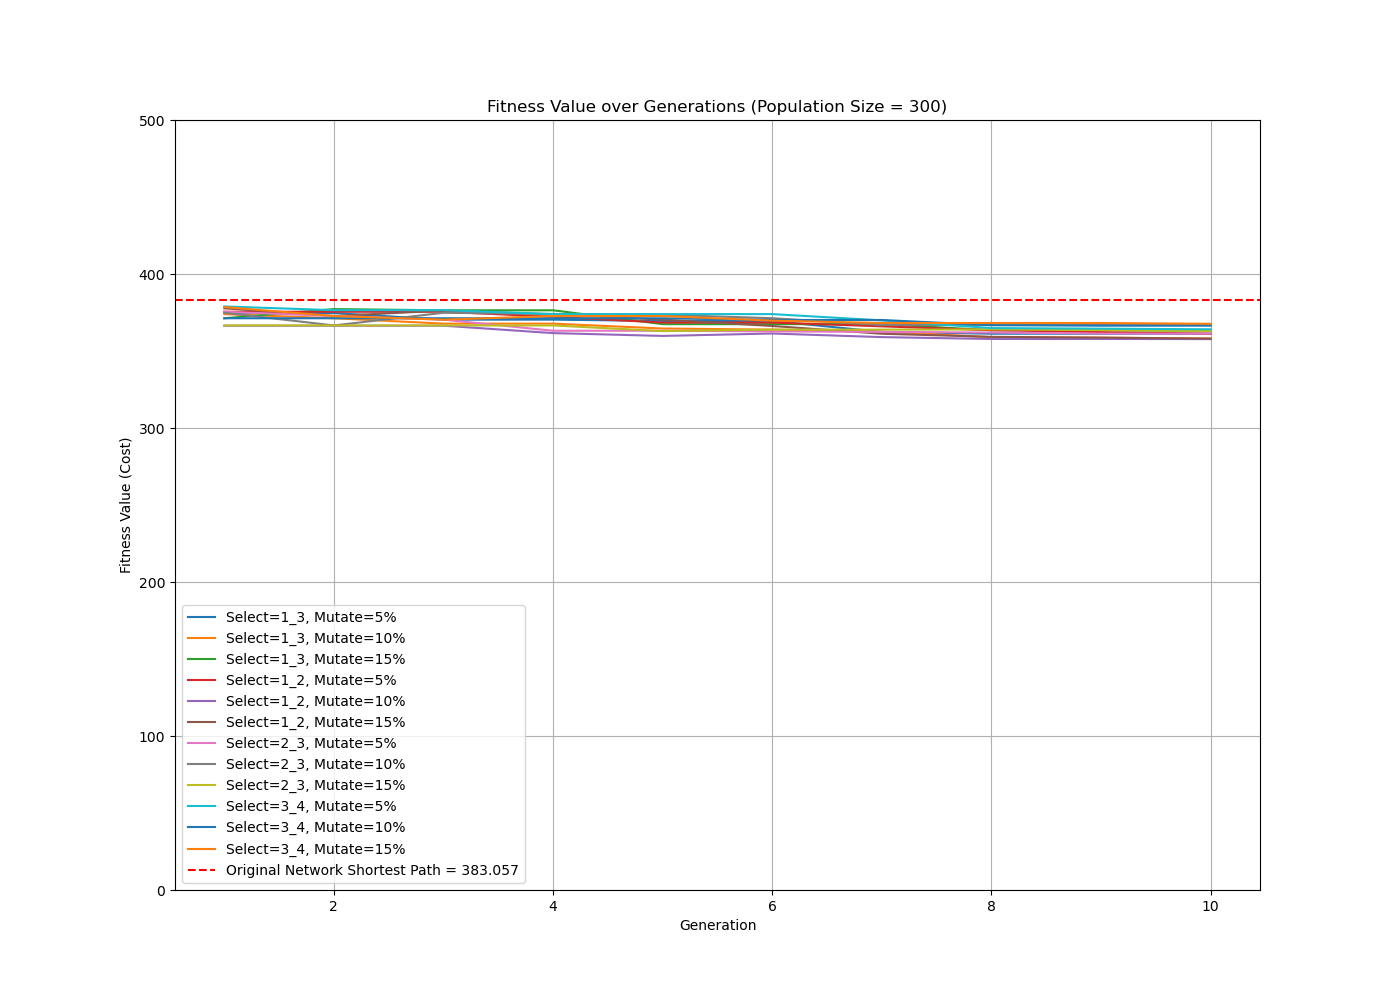 Fitness Value over Generations (Population Size = 300)
500
400
300
200
100
0
Fitness Value (Cost)
Select=1_3, Mutate=5%
Select=1_3, Mutate=10%
Select=1_3, Mutate=15%
Select=1_2, Mutate=5%
Select=1_2, Mutate=10%
Select=1_2, Mutate=15%
Select=2_3, Mutate=5%
Select=2_3, Mutate=10%
Select=2_3, Mutate=15%
Select=3_4, Mutate=5%
Select=3_4, Mutate=10%
Select=3_4, Mutate=15%
Original Network Shortest Path = 383.057
2 4 6 8 10
Generation